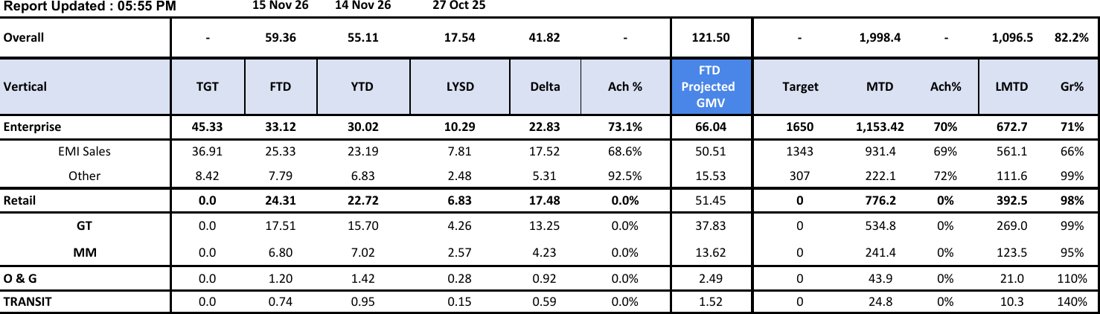 Report Updated : 05:55 PM 15 Nov 26 14 Nov 26 27 Oct 25
Overall - 59.36 55.11 17.54 41.82 - 121.50 - 1,998.4 - 1,096.5 82.2%
Vertical TGT FTD YTD LYSD Delta Ach % FTD Projected GMV Target MTD Ach% LMTD Gr%
Enterprise 45.33 33.12 30.02 10.29 22.83 73.1% 66.04 1650 1,153.42 70% 672.7 71%
EMI Sales 36.91 25.33 23.19 7.81 17.52 68.6% 50.51 1343 931.4 69% 561.1 66%
Other 8.42 7.79 6.83 2.48 5.31 92.5% 15.53 307 222.1 72% 111.6 99%
Retail 0.0 24.31 22.72 6.83 17.48 0.0% 51.45 0 776.2 0% 392.5 98%
GT 0.0 17.51 15.70 4.26 13.25 0.0% 37.83 0 534.8 0% 269.0 99%
MM 0.0 6.80 7.02 2.57 4.23 0.0% 13.62 0 241.4 0% 123.5 95%
O & G 0.0 1.20 1.42 0.28 0.92 0.0% 2.49 0 43.9 0% 21.0 110%
TRANSIT 0.0 0.74 0.95 0.15 0.59 0.0% 1.52 0 24.8 0% 10.3 140%